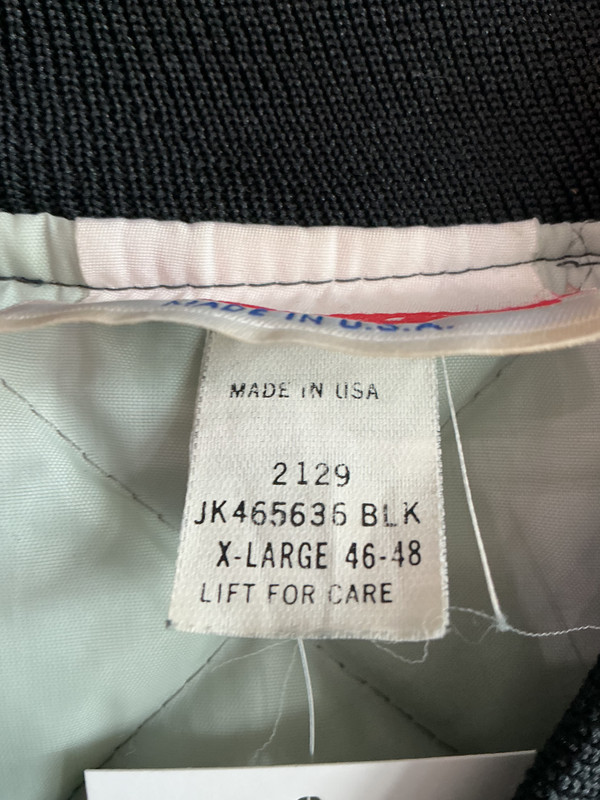 MADE IN U.S.A.
MADE IN USA
2129
JK465636 BLK
X-LARGE 46-48
LIFT FOR CARE